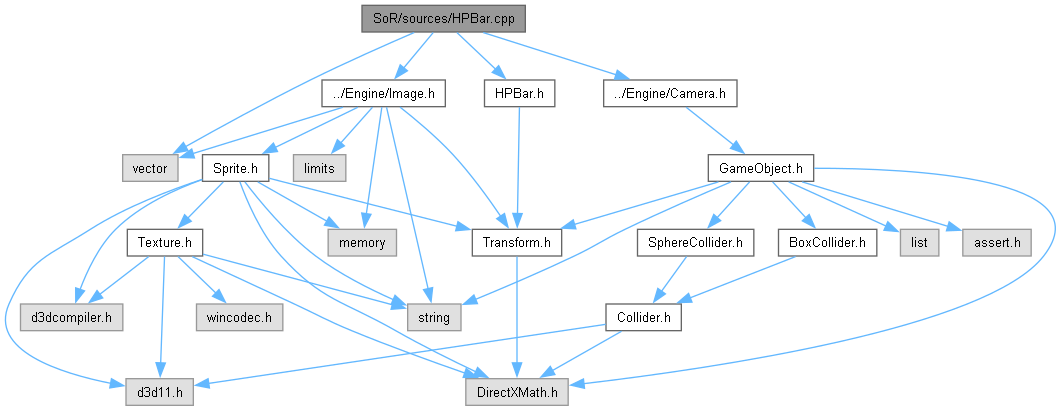 SoR/sources/HPBar.cpp
../Engine/Image.h
HPBar.h
../Engine/Camera.h
vector
Sprite.h
limits
GameObject.h
Texture.h
memory
Transform.h
SphereCollider.h
BoxCollider.h
list
assert.h
d3dcompiler.h
wincodec.h
string
Collider.h
d3d11.h
DirectXMath.h